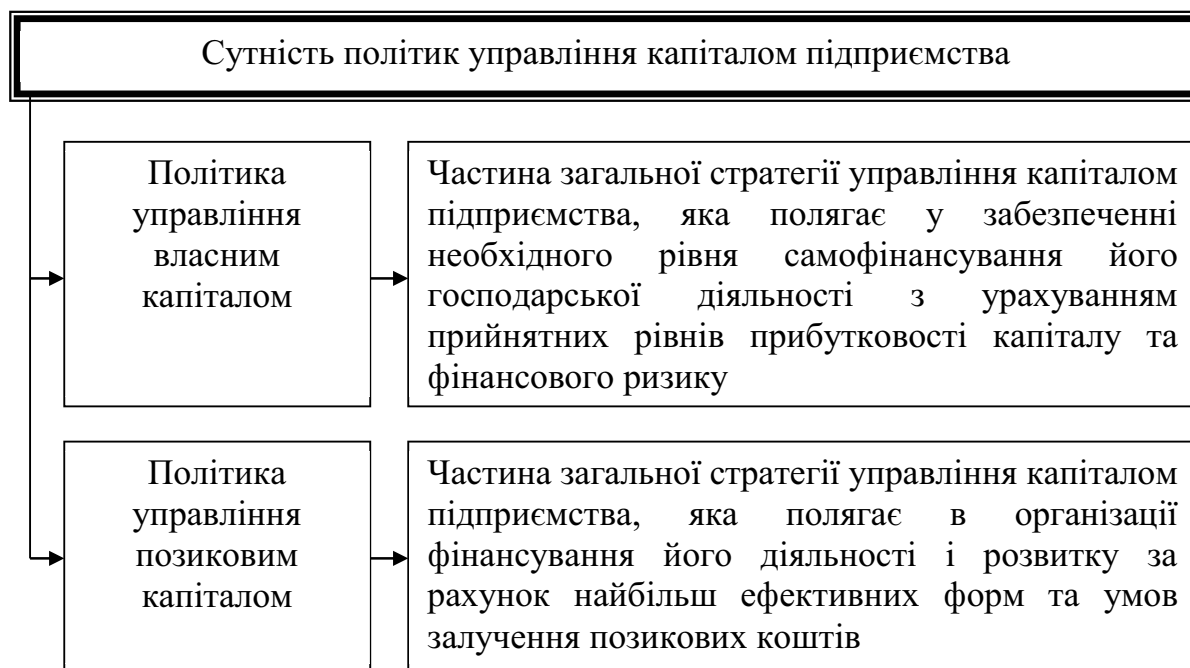 Сутність політик управління капіталом підприємства
Політика
управління
власним
капіталом
Частина загальної стратегії управління капіталом
підприємства, яка полягає у забезпеченні
необхідного рівня самофінансування його
господарської діяльності з урахуванням
прийнятних рівнів прибутковості капіталу та
фінансового ризику
Політика
управління
позиковим
капіталом
Частина загальної стратегії управління капіталом
підприємства, яка полягає в організації
фінансування його діяльності і розвитку за
рахунок найбільш ефективних форм та умов
залучення позикових коштів